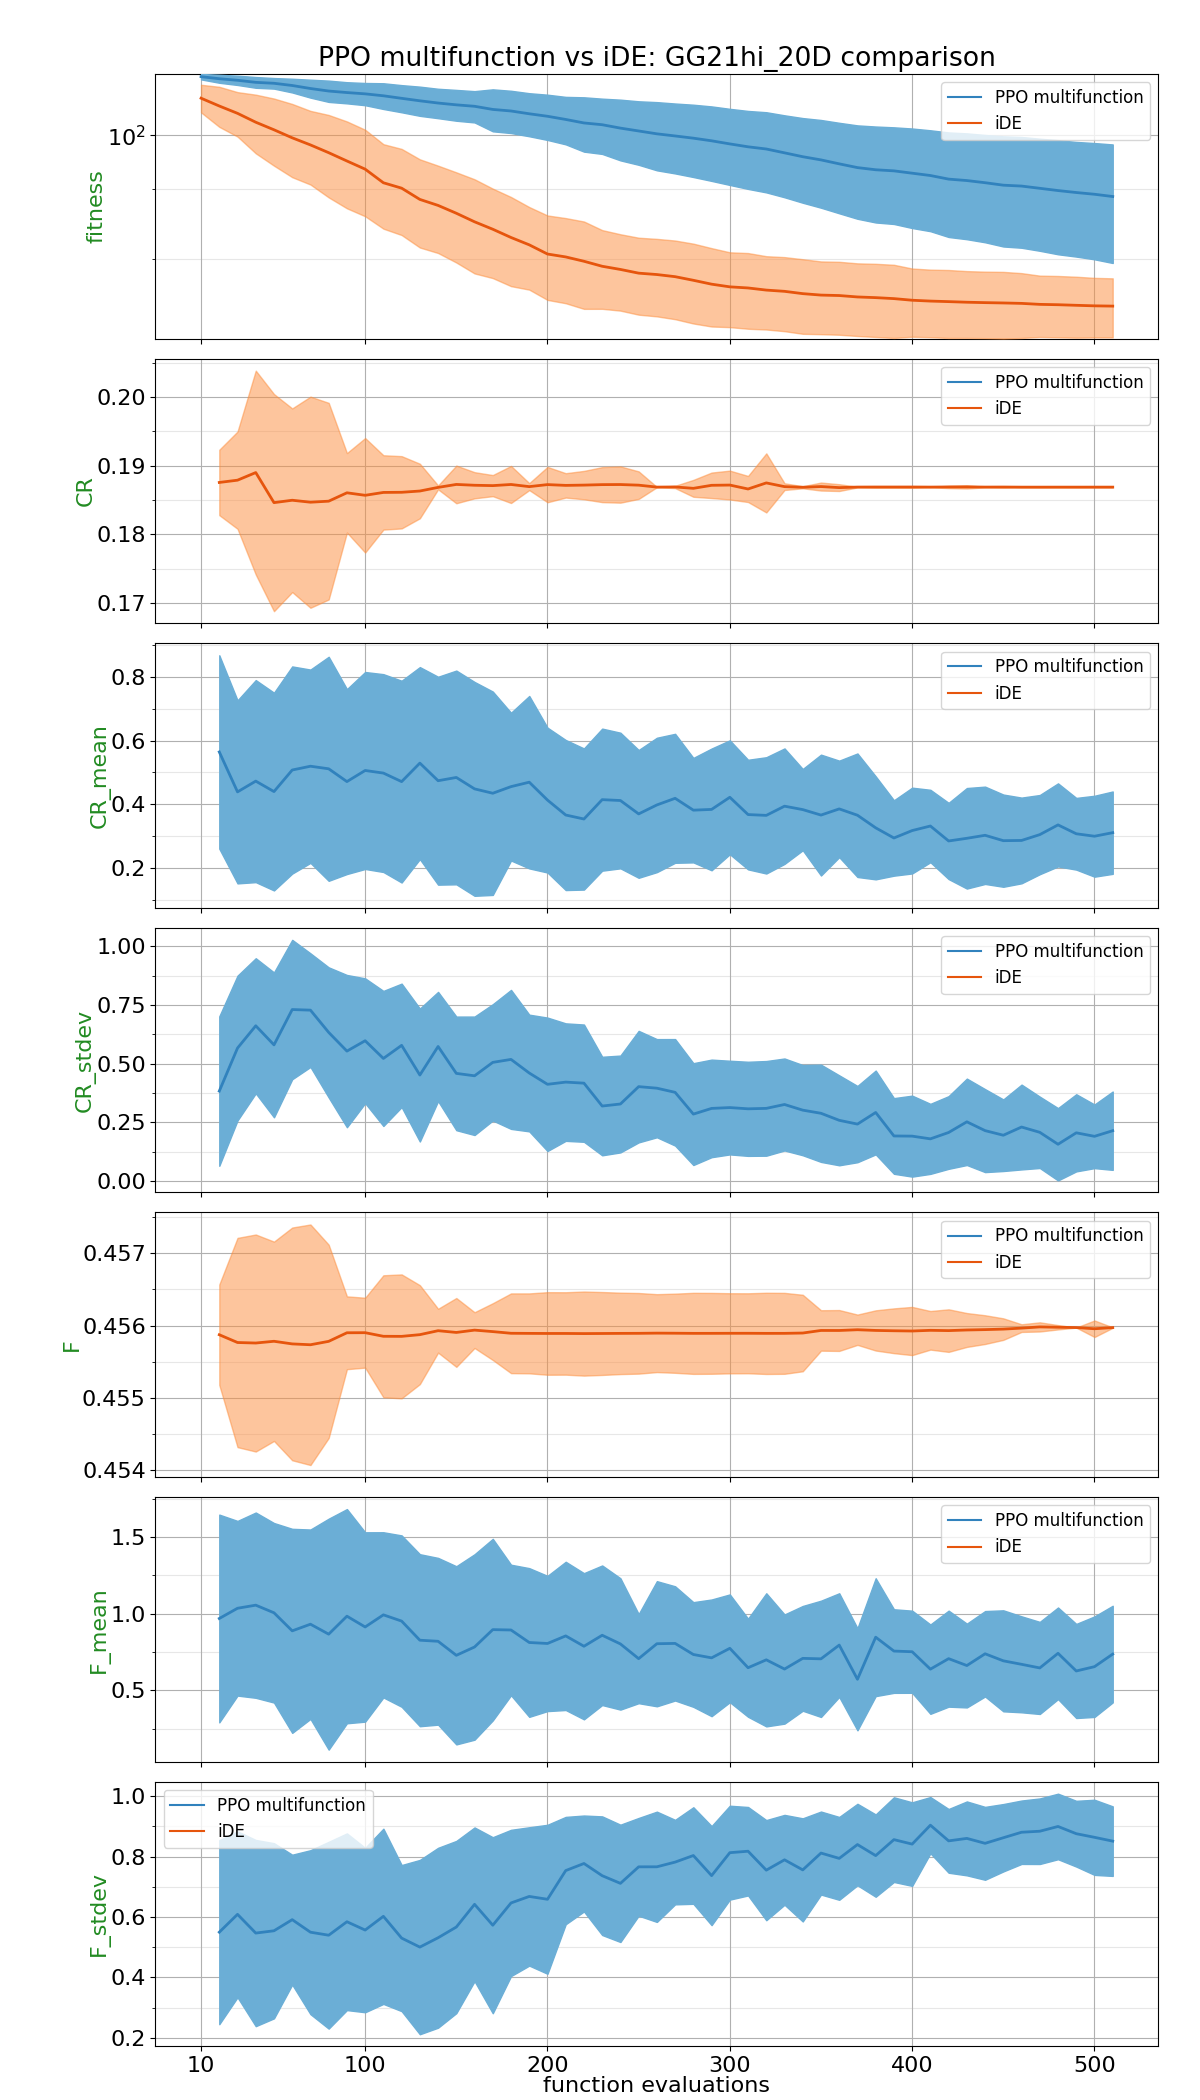 PPO multifunction vs iDE: GG21hi_20D comparison
10²
fitness
PPO multifunction
iDE
0.20
0.19
0.18
0.17
CR
PPO multifunction
iDE
0.8
0.6
0.4
0.2
CR_mean
PPO multifunction
iDE
1.00
0.75
0.50
0.25
0.00
CR_stdev
PPO multifunction
iDE
0.457
0.456
0.455
0.454
F
PPO multifunction
iDE
1.5
1.0
0.5
F_mean
PPO multifunction
iDE
1.0
0.8
0.6
0.4
0.2
F_stdev
PPO multifunction
iDE
10 100 200 300 400 500
function evaluations